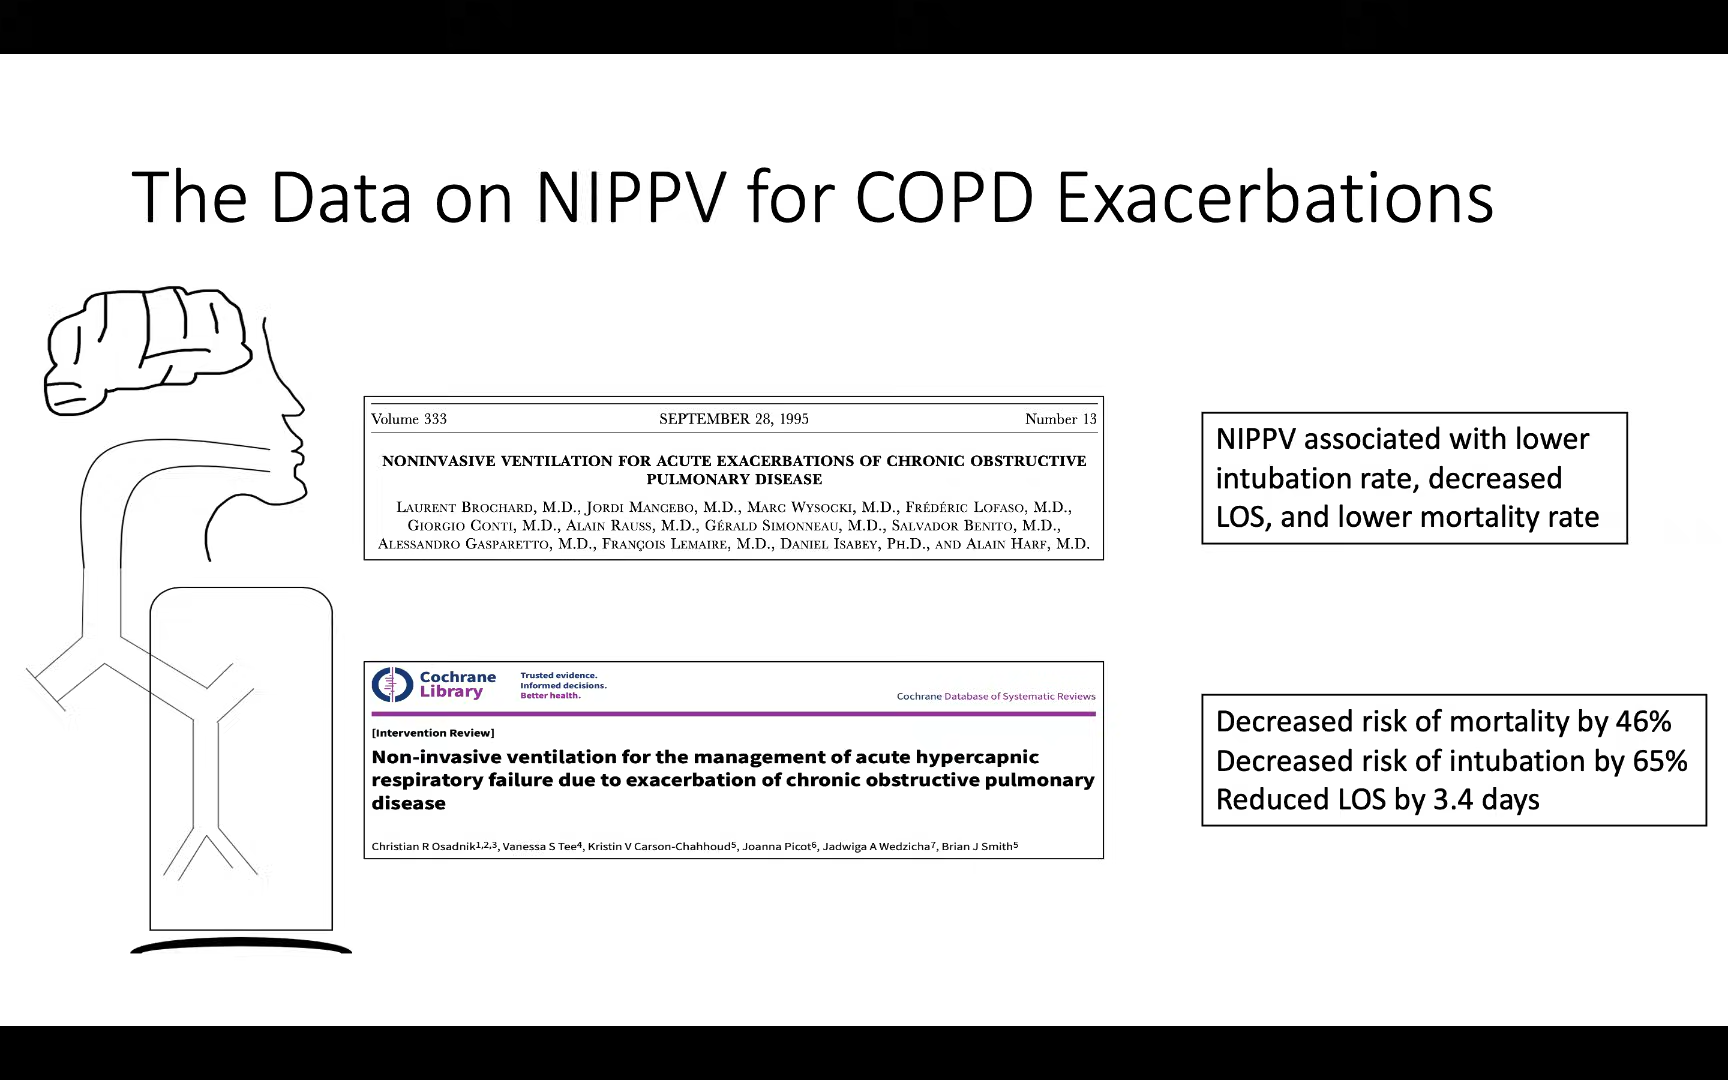 The Data on NIPPV for COPD Exacerbations
Volume 333 SEPTEMBER 28, 1995 Number 13
NONINVASIVE VENTILATION FOR ACUTE EXACERBATIONS OF CHRONIC OBSTRUCTIVE
PULMONARY DISEASE
LAURENT BROCHARD, M.D., JORDI MANCEBO, M.D., MARC WYSOCKI, M.D., FRÉDÉRIC LOFASO, M.D.,
GIORGIO CONTI, M.D., ALAIN RAUSS, M.D., GÉRALD SIMONNEAU, M.D., SALVADOR BENITO, M.D.,
ALESSANDRO GASPARETTO, M.D., FRANÇOIS LEMAIRE, M.D., DANIEL ISABEY, PH.D., AND ALAIN HARF, M.D.
NIPPV associated with lower
intubation rate, decreased
LOS, and lower mortality rate
Cochrane
Library
Trusted evidence.
Informed decisions.
Better health.
Cochrane Database of Systematic Reviews
[Intervention Review]
Non-invasive ventilation for the management of acute hypercapnic
respiratory failure due to exacerbation of chronic obstructive pulmonary
disease
Christian R Osadnik1,2,3, Vanessa S Tee4, Kristin V Carson-Chahhoud5, Joanna Picot6, Jadwiga A Wedzicha7, Brian J Smith5
Decreased risk of mortality by 46%
Decreased risk of intubation by 65%
Reduced LOS by 3.4 days